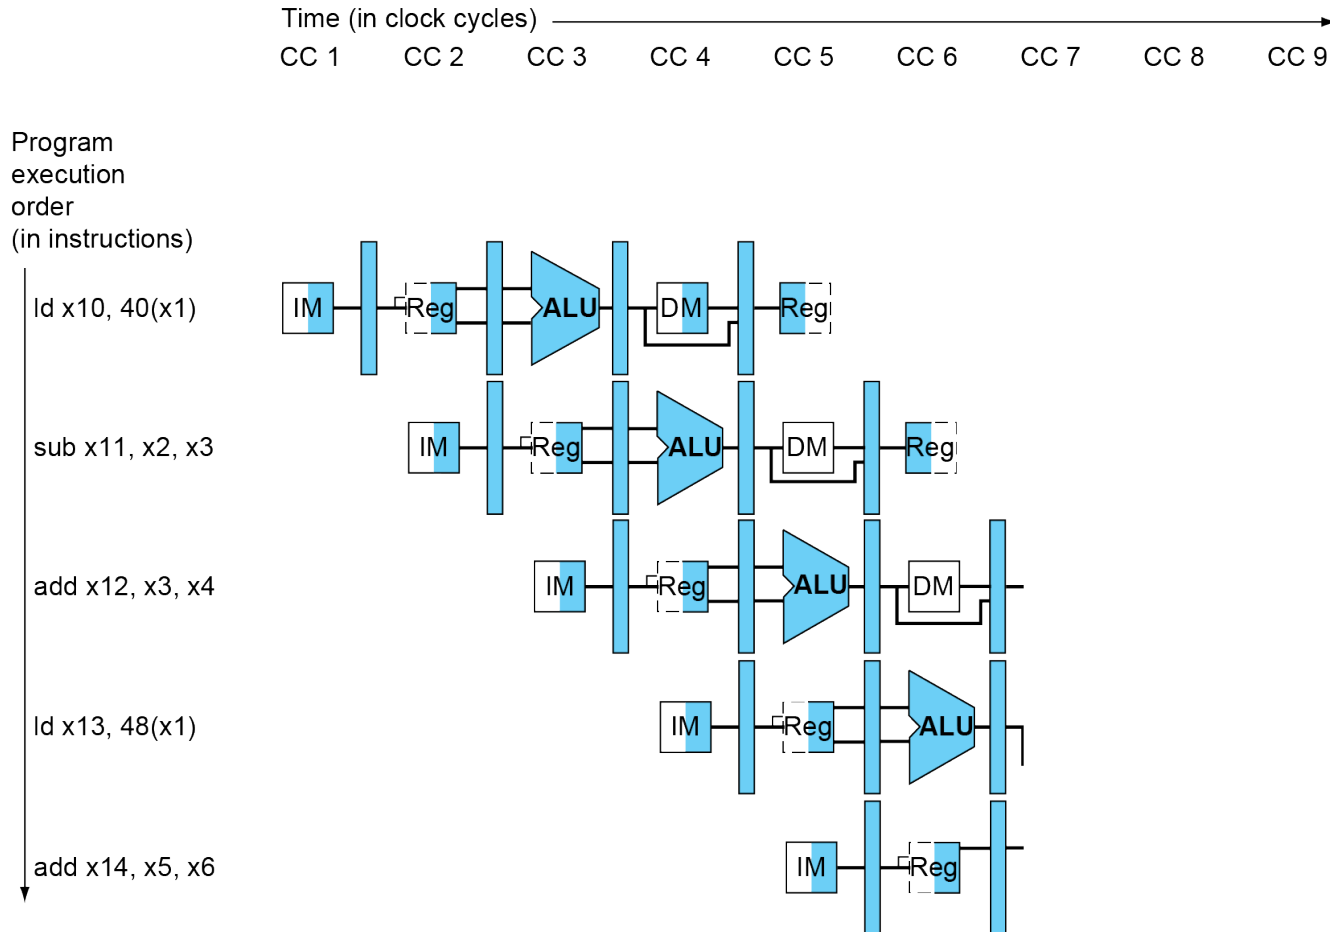 Time (in clock cycles)
CC 1 CC 2 CC 3 CC 4 CC 5 CC 6 CC 7 CC 8 CC 9
Program
execution
order
(in instructions)
ld x10, 40(x1) IM Reg ALU DM Reg
sub x11, x2, x3 IM Reg ALU DM Reg
add x12, x3, x4 IM Reg ALU DM
ld x13, 48(x1) IM Reg ALU
add x14, x5, x6 IM Reg